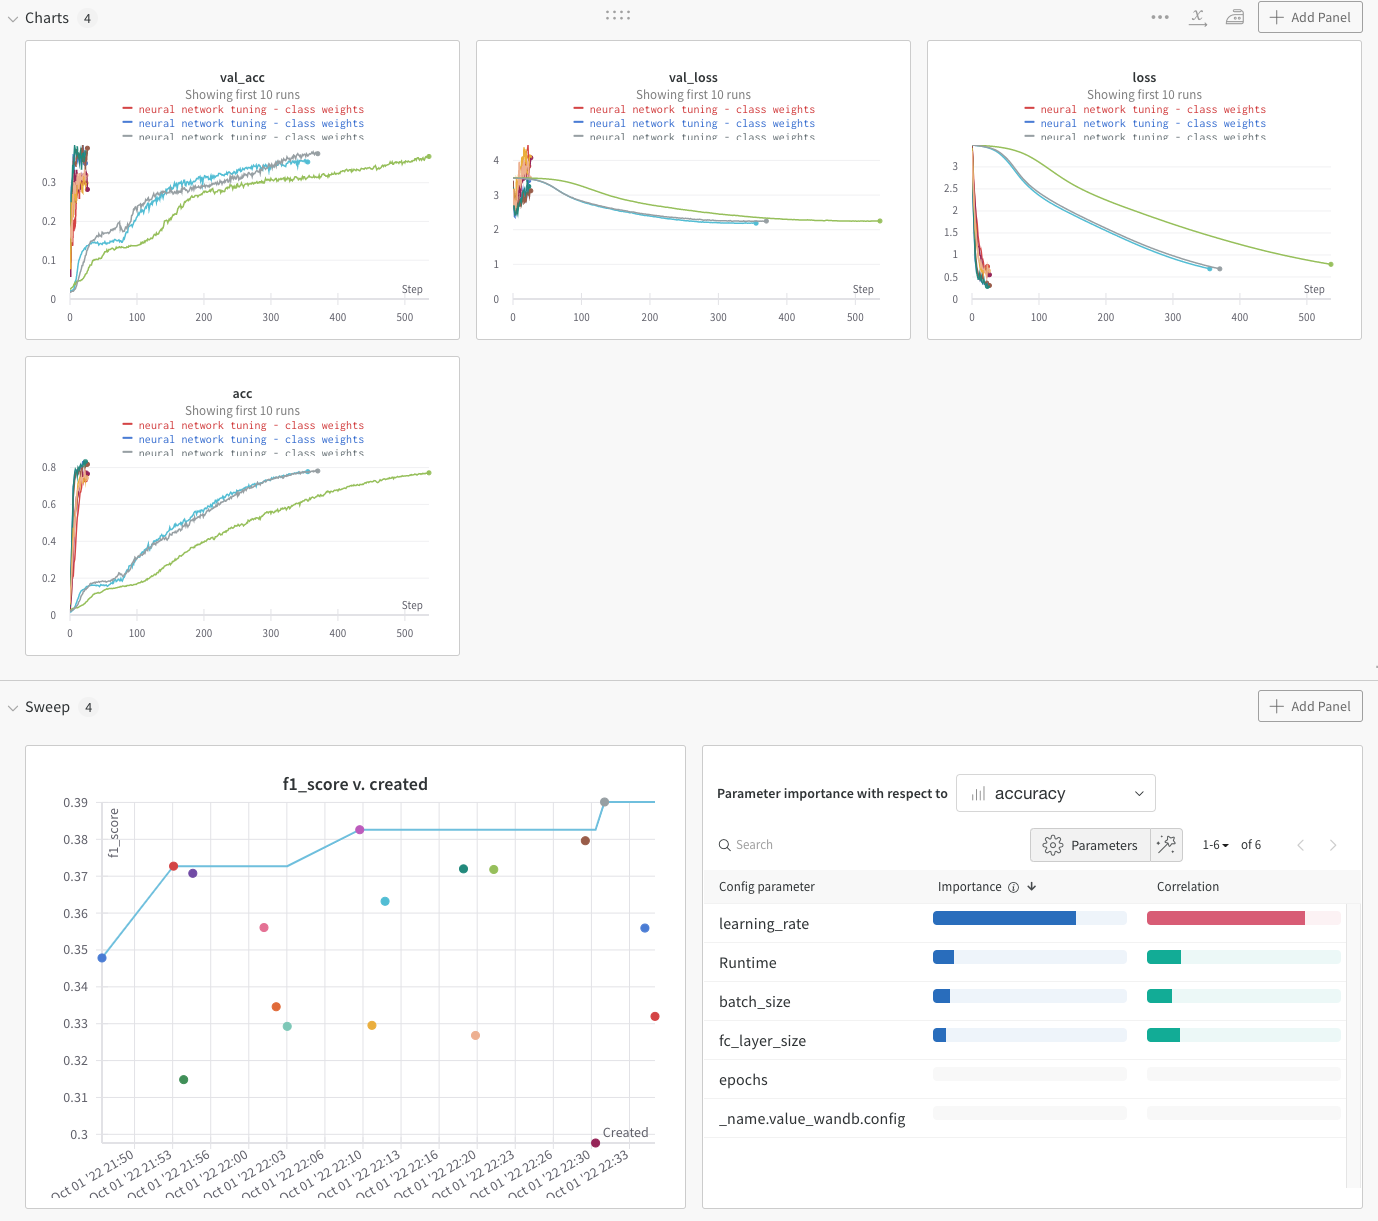 Charts 4
Add Panel
val_acc
Showing first 10 runs
neural network tuning - class weights
neural network tuning - class weights
neural network tuning - class weights
0.3
0.2
0.1
0
Step
0 100 200 300 400 500
val_loss
Showing first 10 runs
neural network tuning - class weights
neural network tuning - class weights
neural network tuning - class weights
4
3
2
1
0
Step
0 100 200 300 400 500
loss
Showing first 10 runs
neural network tuning - class weights
neural network tuning - class weights
neural network tuning - class weights
3
2.5
2
1.5
1
0.5
0
Step
0 100 200 300 400 500
acc
Showing first 10 runs
neural network tuning - class weights
neural network tuning - class weights
neural network tuning - class weights
0.8
0.6
0.4
0.2
0
Step
0 100 200 300 400 500
Sweep 4
Add Panel
f1_score v. created
f1_score
0.39
0.38
0.37
0.36
0.35
0.34
0.33
0.32
0.31
0.3
Created
Oct 01 '22 21:50
Oct 01 '22 21:53
Oct 01 '22 21:56
Oct 01 '22 22:00
Oct 01 '22 22:03
Oct 01 '22 22:06
Oct 01 '22 22:10
Oct 01 '22 22:13
Oct 01 '22 22:16
Oct 01 '22 22:20
Oct 01 '22 22:23
Oct 01 '22 22:26
Oct 01 '22 22:30
Oct 01 '22 22:33
Parameter importance with respect to accuracy
Search
Parameters
1-6 of 6
Config parameter Importance Correlation
learning_rate
Runtime
batch_size
fc_layer_size
epochs
_name.value_wandb.config